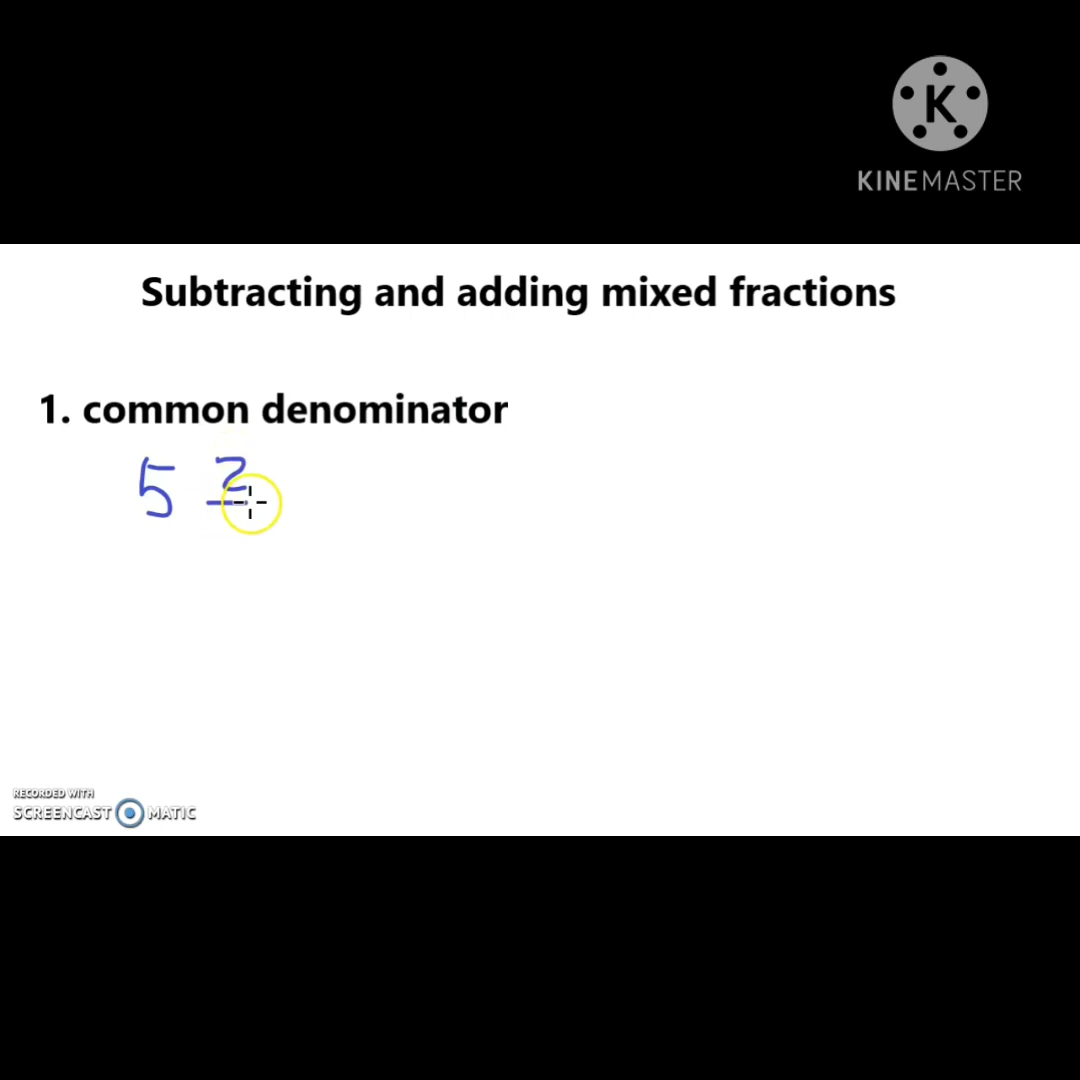 K
KINEMASTER
Subtracting and adding mixed fractions
1. common denominator
5 2
RECORDED WITH
SCREENCAST MATIC